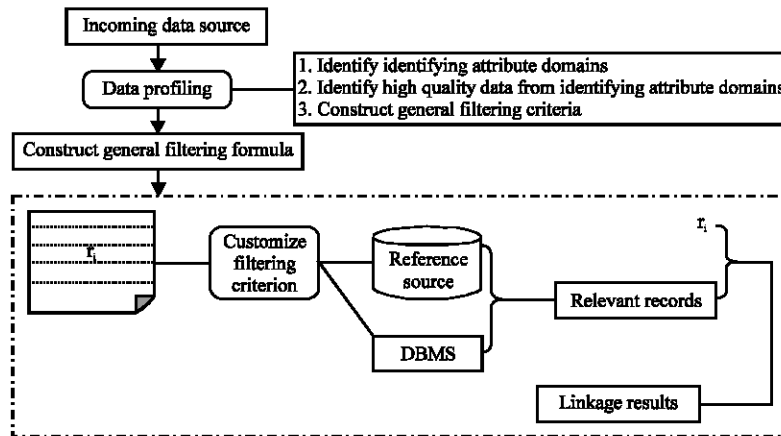 Incoming data source
Data profiling
1. Identify identifying attribute domains
2. Identify high quality data from identifying attribute domains
3. Construct general filtering criteria
Construct general filtering formula
r_i
Customize
filtering
criterion
Reference
source
DBMS
r_i
Relevant records
Linkage results